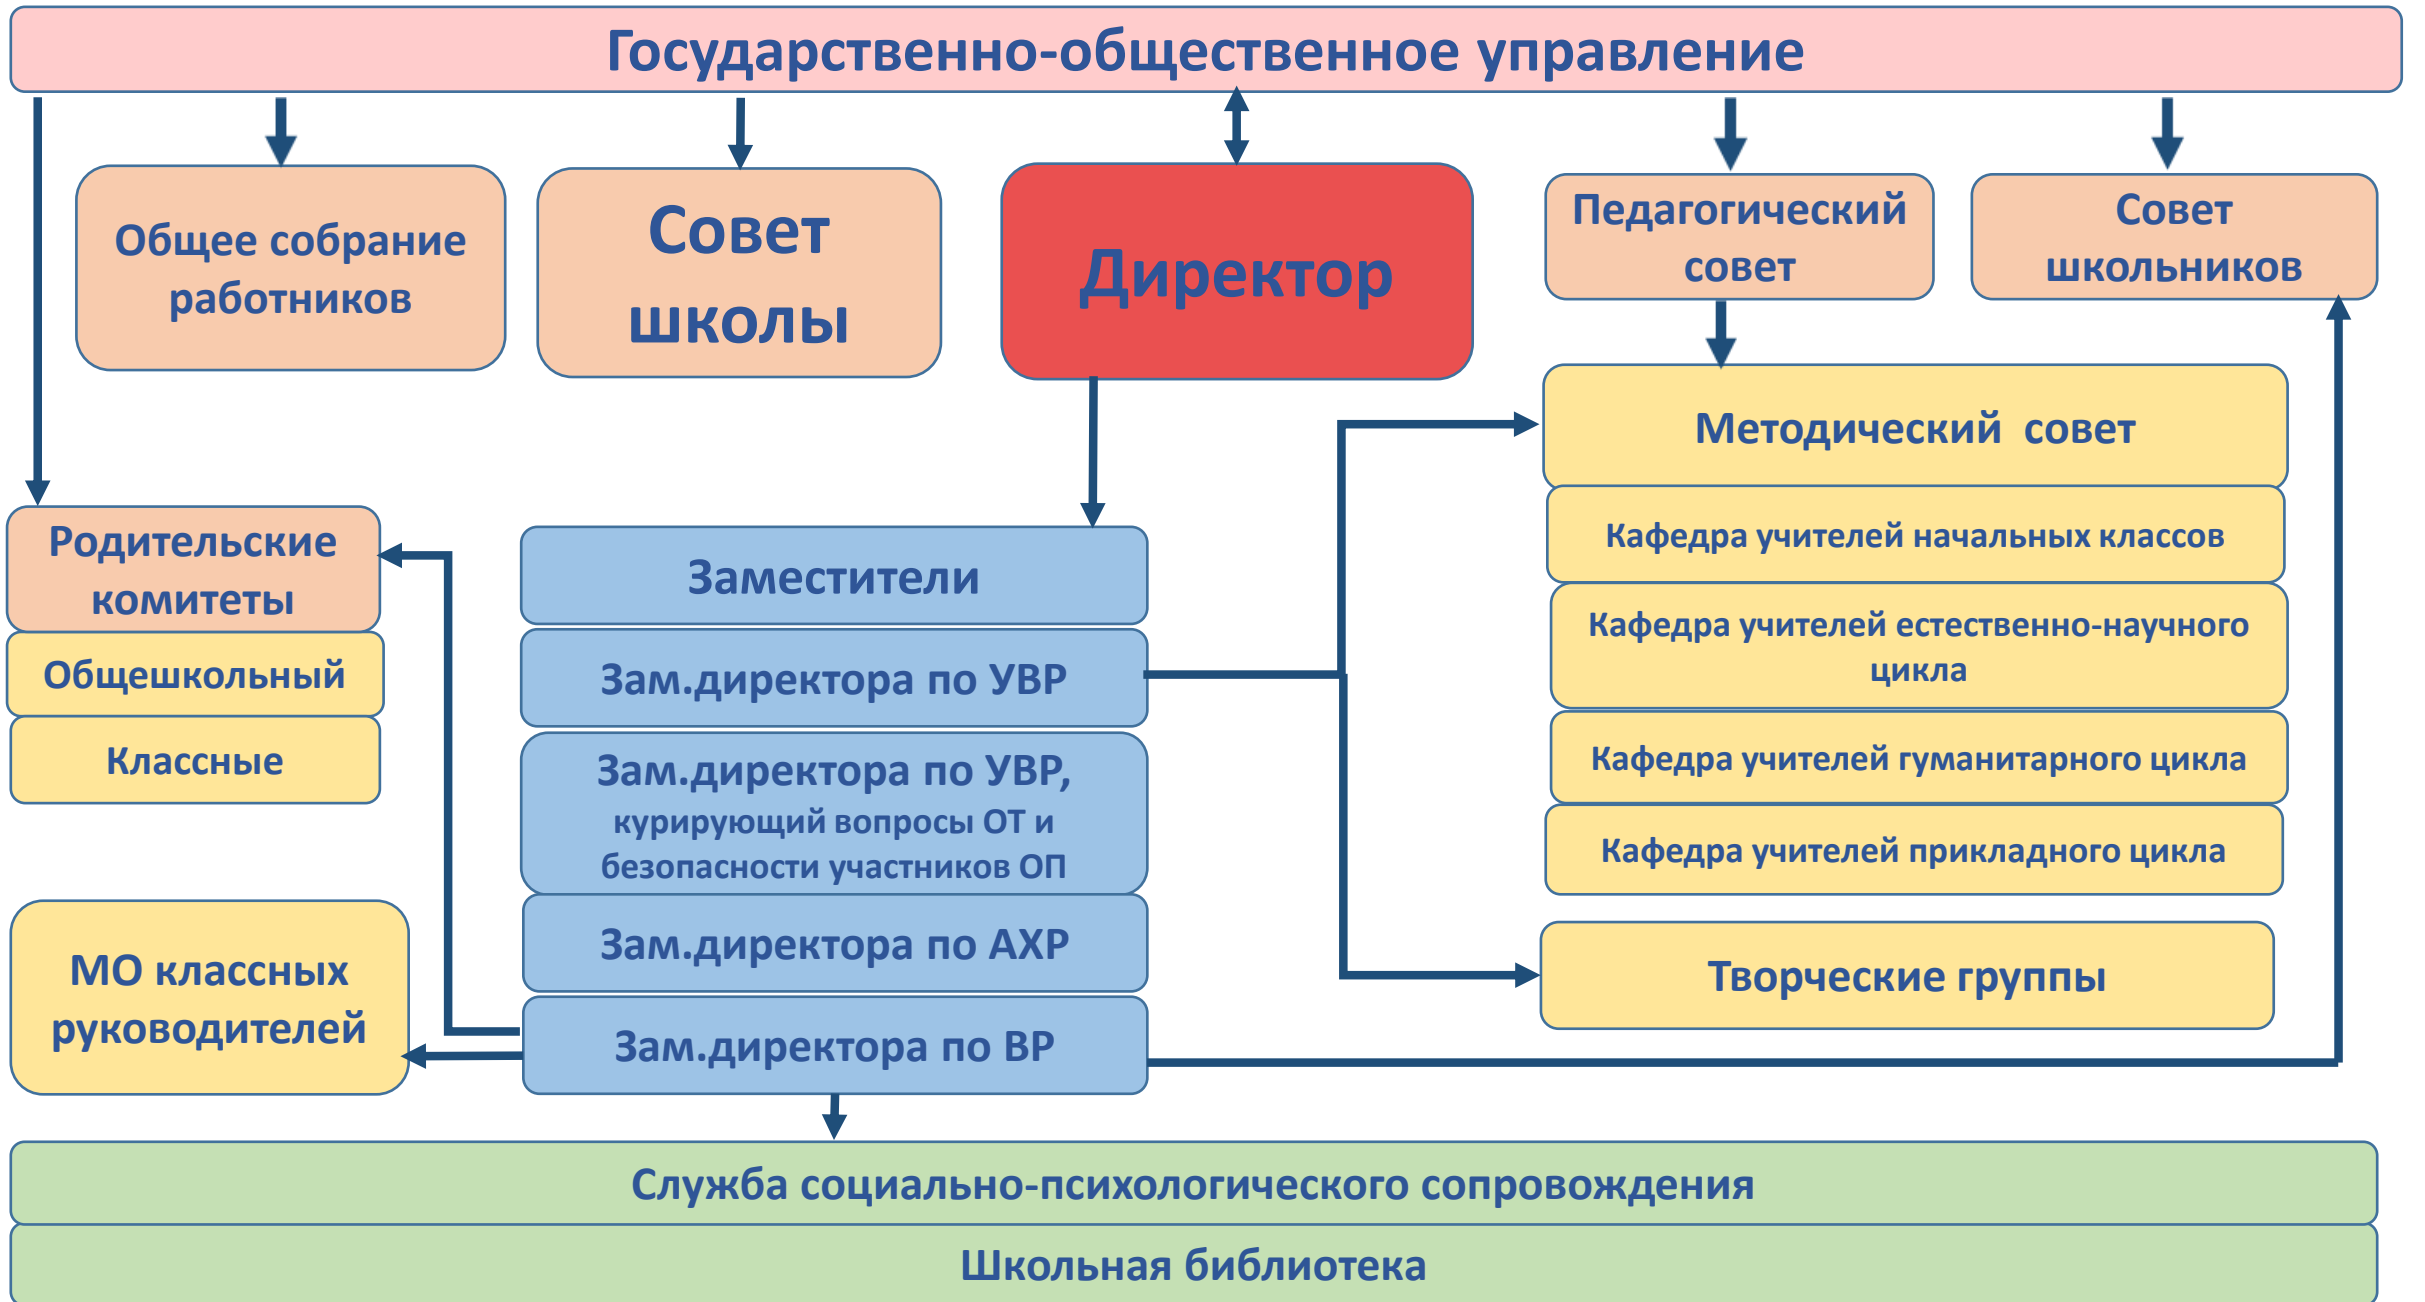 Государственно-общественное управление
Общее собрание
работников
Совет
школы
Директор
Педагогический
совет
Совет
школьников
Методический совет
Кафедра учителей начальных классов
Кафедра учителей естественно-научного
цикла
Кафедра учителей гуманитарного цикла
Кафедра учителей прикладного цикла
Творческие группы
Родительские
комитеты
Общешкольный
Классные
МО классных
руководителей
Заместители
Зам.директора по УВР
Зам.директора по УВР,
курирующий вопросы ОТ и
безопасности участников ОП
Зам.директора по АХР
Зам.директора по ВР
Служба социально-психологического сопровождения
Школьная библиотека